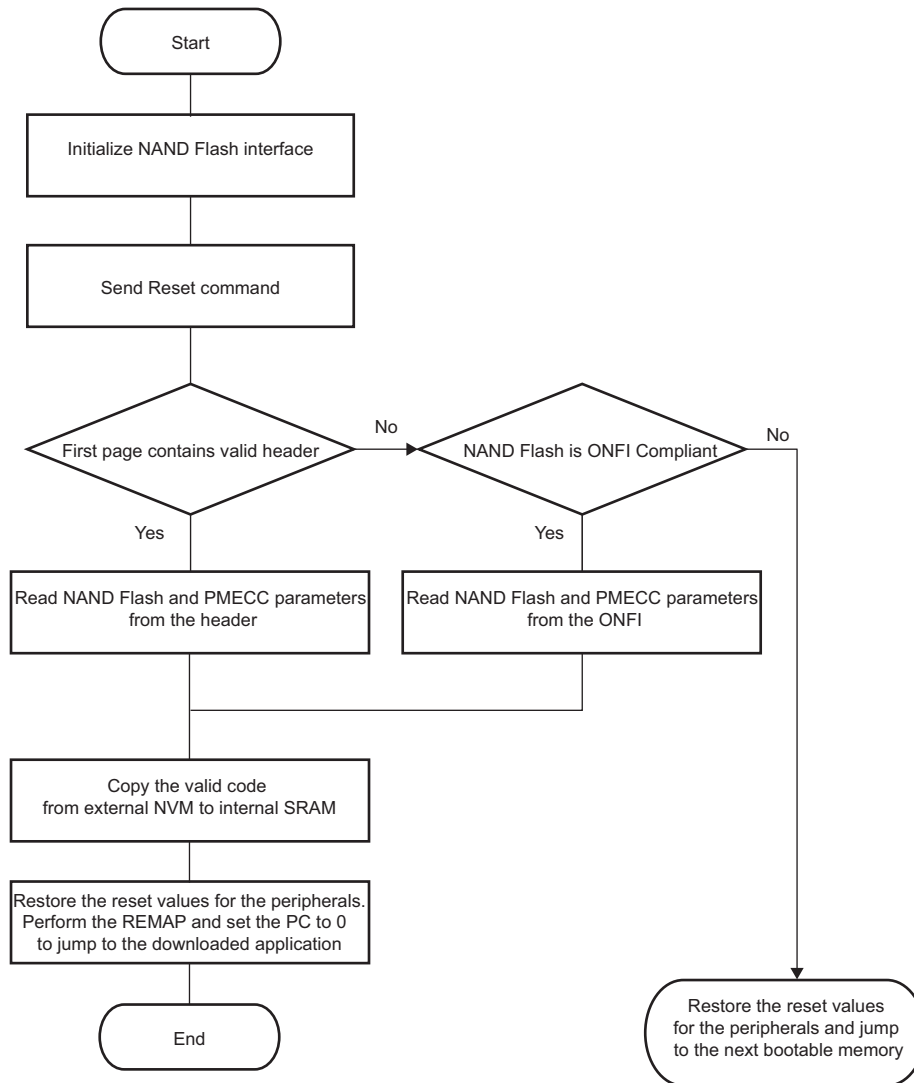 Start
Initialize NAND Flash interface
Send Reset command
First page contains valid header
No
NAND Flash is ONFI Compliant
No
Yes
Yes
Read NAND Flash and PMECC parameters
from the header
Read NAND Flash and PMECC parameters
from the ONFI
Copy the valid code
from external NVM to internal SRAM
Restore the reset values for the peripherals.
Perform the REMAP and set the PC to 0
to jump to the downloaded application
End
Restore the reset values
for the peripherals and jump
to the next bootable memory